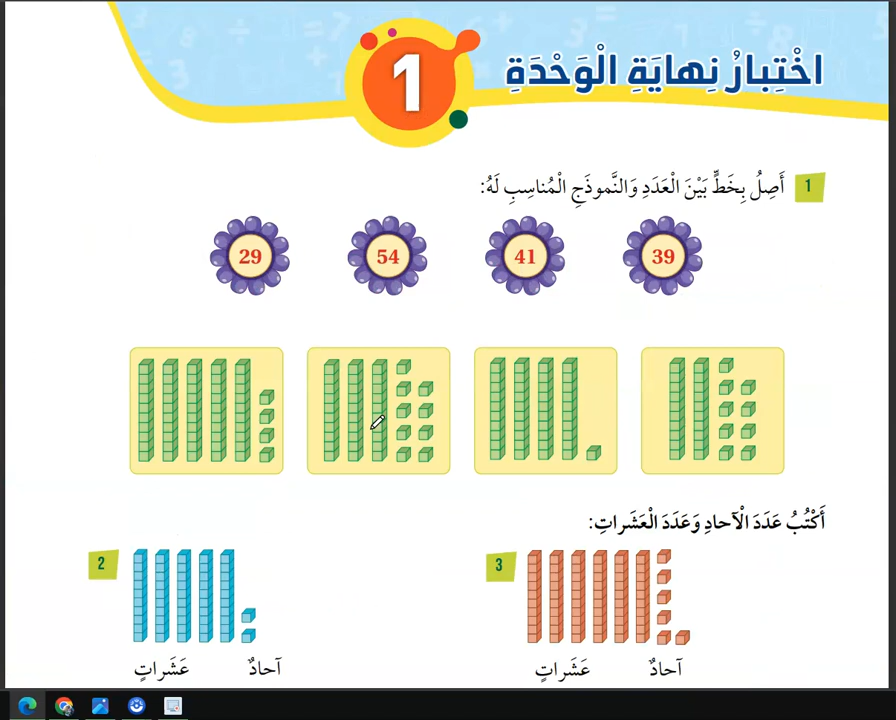 اخْتِبارُ نِهايَةِ الْوَحْدَةِ
1
1 أَصِلُ بِخَطٍّ بَيْنَ الْعَدَدِ وَالنَّموذَجِ الْمُناسِبِ لَهُ:
39 41 54 29
أَكْتُبُ عَدَدَ الْآحادِ وَعَدَدَ الْعَشَراتِ:
3 2
آحادٌ عَشَراتٍ آحادٌ عَشَراتٍ